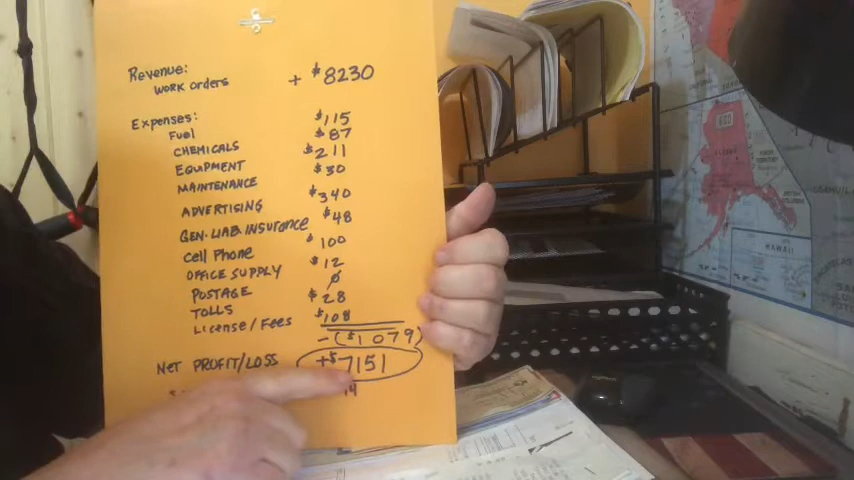 Revenue:
WORK ORDERS + $8230
Expenses:
Fuel $115
CHEMICALS $87
EQUIPMENT $211
MAINTENANCE $30
ADVERTISING $340
GEN. LIAB. INSURANCE $48
Cell Phone $100
OFFICE SUPPLY $12
POSTAGE Ø
TOLLS $28
LICENSE/Fees $108
-($1079)
NET PROFIT/LOSS +$7151
HAWAII